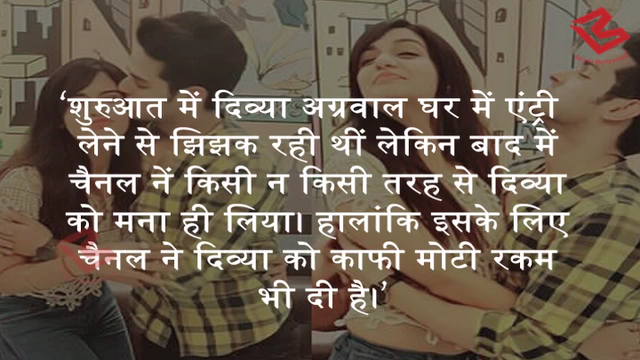 ‘शुरुआत में दिव्या अग्रवाल घर में एंट्री
लेने से झिझक रही थीं लेकिन बाद में
चैनल नें किसी न किसी तरह से दिव्या
को मना ही लिया। हालांकि इसके लिए
चैनल ने दिव्या को काफी मोटी रकम
भी दी है।’